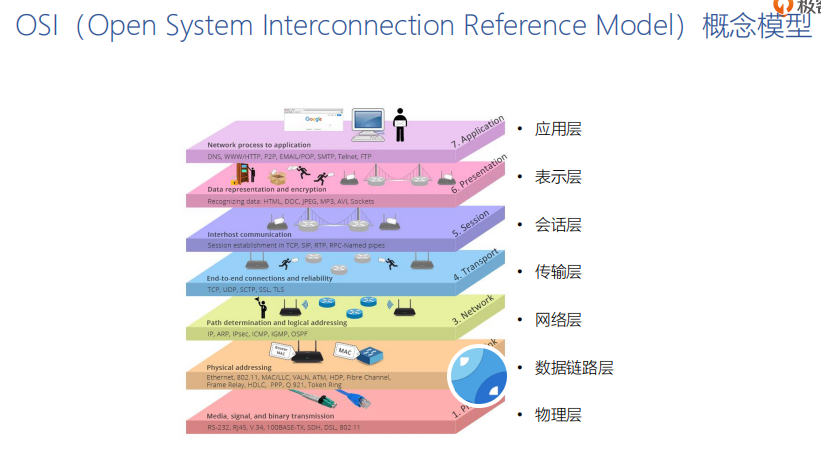 OSI（Open System Interconnection Reference Model）概念模型
极客
Google
7. Application
Network process to application
DNS, WWW/HTTP, P2P, EMAIL/POP, SMTP, Telnet, FTP
应用层
6. Presentation
Data representation and encryption
Recognizing data: HTML, DOC, JPEG, MP3, AVI, Sockets
表示层
5. Session
Interhost communication
Session establishment in TCP, SIP, RTP, RPC-Named pipes
会话层
4. Transport
End-to-end connections and reliability
TCP, UDP, SCTP, SSL, TLS
传输层
3. Network
Path determination and logical addressing
IP, ARP, IPsec, ICMP, IGMP, OSPF
网络层
MAC
MAC
Physical addressing
Ethernet, 802.11, MAC/LLC, VALN, ATM, HDP, Fibre Channel,
Frame Relay, HDLC, PPP, Q.921, Token Ring
数据链路层
1. P
Media, signal, and binary transmission
RS-232, RJ45, V.34, 100BASE-TX, SDH, DSL, 802.11
物理层